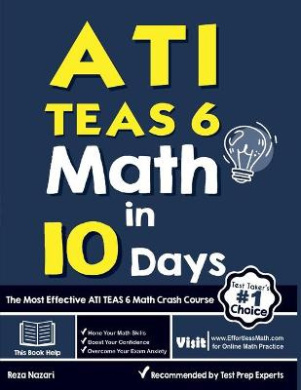 ATI
TEAS 6
Math
in
10 Days
Test Taker's
#1
Choice
The Most Effective ATI TEAS 6 Math Crash Course
This Book Help
Hone Your Math Skills
Boost Your Confidence
Overcome Your Exam Anxiety
Visit
www.EffortlessMath.com
for Online Math Practice
Reza Nazari
Recommended by Test Prep Experts